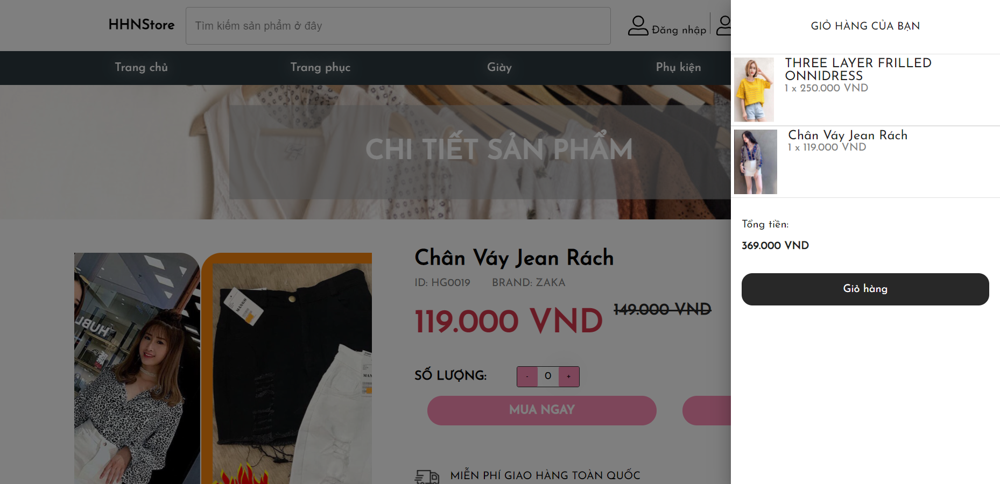 HHNStore
Tìm kiếm sản phẩm ở đây
Đăng nhập
Trang chủ
Trang phục
Giày
Phụ kiện
CHI TIẾT SẢN PHẨM
Chân Váy Jean Rách
ID: HG0019
BRAND: ZAKA
119.000 VND
149.000 VND
SỐ LƯỢNG:
- 0 +
MUA NGAY
MIỄN PHÍ GIAO HÀNG TOÀN QUỐC
MANGO
GIỎ HÀNG CỦA BẠN
THREE LAYER FRILLED
ONNIDRESS
1 x 250.000 VND
Chân Váy Jean Rách
1 x 119.000 VND
Tổng tiền:
369.000 VND
Giỏ hàng